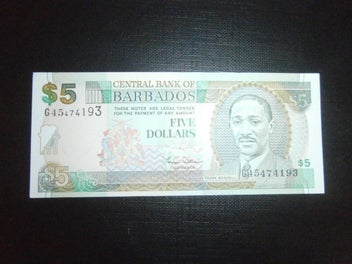 $5
CENTRAL BANK OF
BARBADOS
$5
G45474193
THESE NOTES ARE LEGAL TENDER
FOR THE PAYMENT OF ANY AMOUNT
FIVE
DOLLARS
G45474193
$5
$5